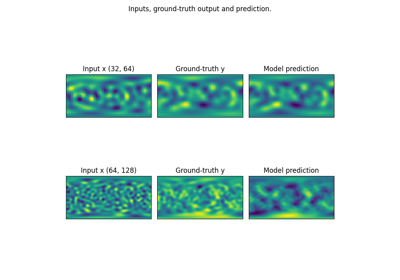 Inputs, ground-truth output and prediction.
Input x (32, 64) Ground-truth y Model prediction
Input x (64, 128) Ground-truth y Model prediction